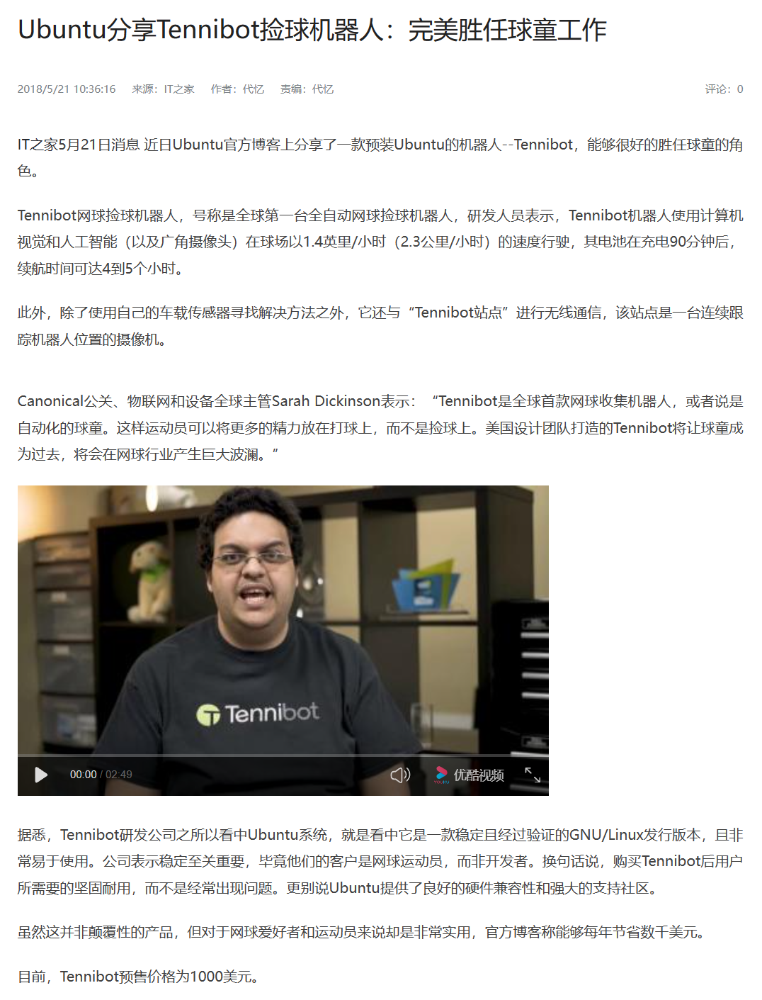 Ubuntu分享Tennibot捡球机器人：完美胜任球童工作
2018/5/21 10:36:16 来源：IT之家 作者：代忆 责编：代忆 评论：0
IT之家5月21日消息 近日Ubuntu官方博客上分享了一款预装Ubuntu的机器人--Tennibot，能够很好的胜任球童的角
色。
Tennibot网球捡球机器人，号称是全球第一台全自动网球捡球机器人，研发人员表示，Tennibot机器人使用计算机
视觉和人工智能（以及广角摄像头）在球场以1.4英里/小时（2.3公里/小时）的速度行驶，其电池在充电90分钟后，
续航时间可达4到5个小时。
此外，除了使用自己的车载传感器寻找解决方法之外，它还与“Tennibot站点”进行无线通信，该站点是一台连续跟
踪机器人位置的摄像机。
Canonical公关、物联网和设备全球主管Sarah Dickinson表示：“Tennibot是全球首款网球收集机器人，或者说是
自动化的球童。这样运动员可以将更多的精力放在打球上，而不是捡球上。美国设计团队打造的Tennibot将让球童成
为过去，将会在网球行业产生巨大波澜。”
Tennibot
00:00 / 02:49 YOUKU 优酷视频
据悉，Tennibot研发公司之所以看中Ubuntu系统，就是看中它是一款稳定且经过验证的GNU/Linux发行版本，且非
常易于使用。公司表示稳定至关重要，毕竟他们的客户是网球运动员，而非开发者。换句话说，购买Tennibot后用户
所需要的坚固耐用，而不是经常出现问题。更别说Ubuntu提供了良好的硬件兼容性和强大的支持社区。
虽然这并非颠覆性的产品，但对于网球爱好者和运动员来说却是非常实用，官方博客称能够每年节省数千美元。
目前，Tennibot预售价格为1000美元。